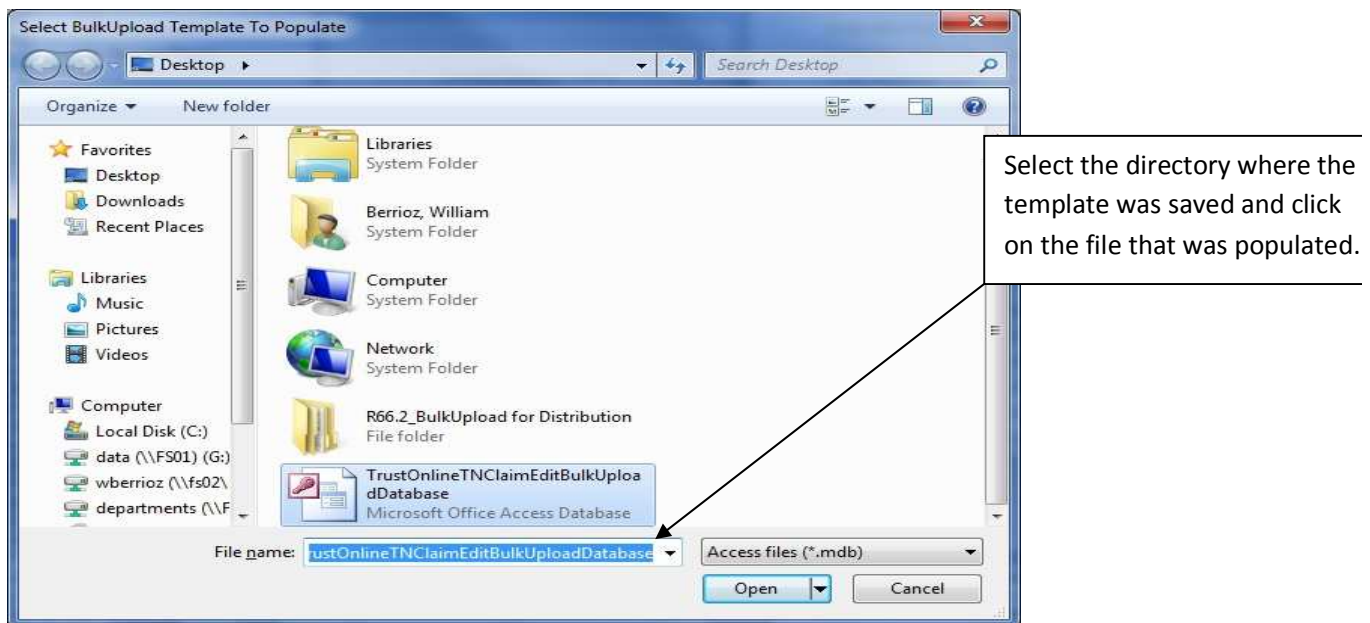 Select BulkUpload Template To Populate
Desktop
Search Desktop
Organize
New folder
Favorites
Desktop
Downloads
Recent Places
Libraries
Music
Pictures
Videos
Computer
Local Disk (C:)
data (\\FS01) (G:)
wberrioz (\\fs02\
departments (\\F
Libraries
System Folder
Berrioz, William
System Folder
Computer
System Folder
Network
System Folder
R66.2_BulkUpload for Distribution
File folder
TrustOnlineTNClaimEditBulkUploa
dDatabase
Microsoft Office Access Database
File name:
rustOnlineTNClaimEditBulkUploadDatabase
Access files (*.mdb)
Open
Cancel
Select the directory where the
template was saved and click
on the file that was populated.